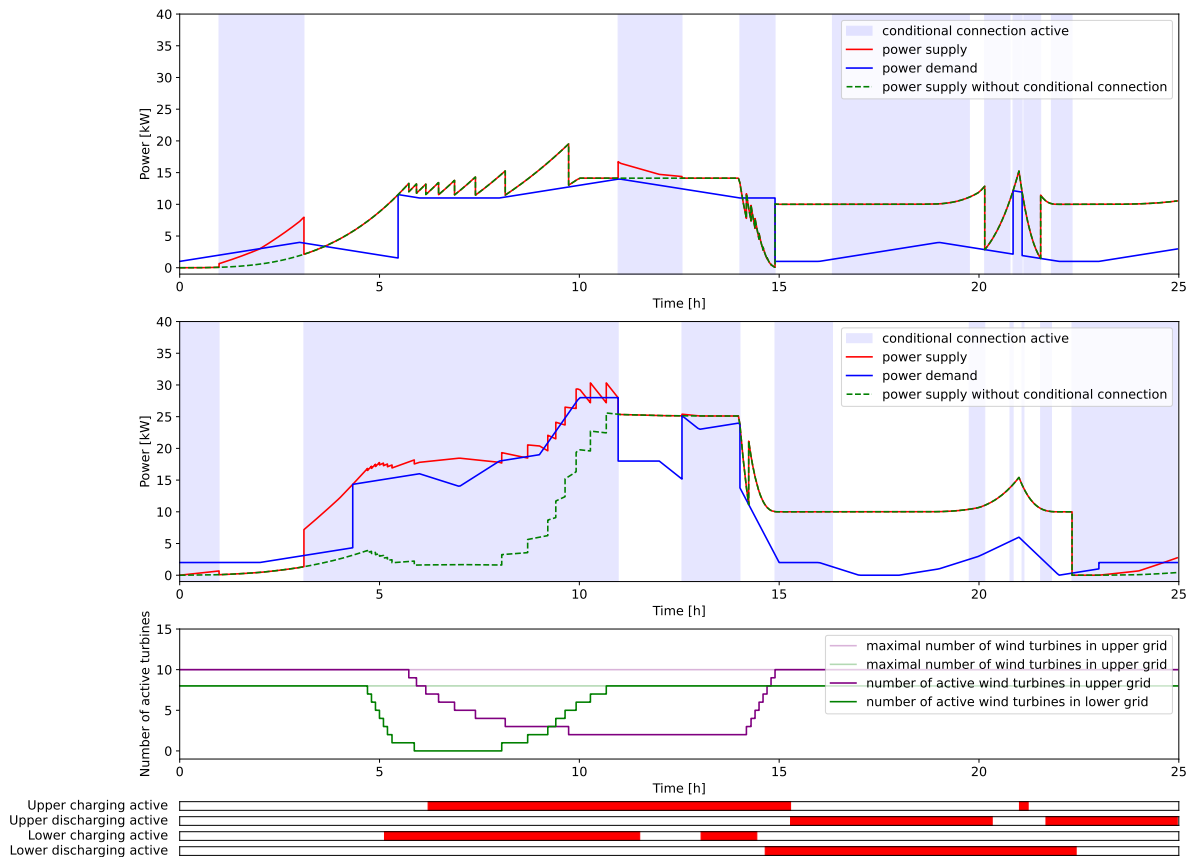 40
35
30
25
20
15
10
5
0
Power [kW]
conditional connection active
power supply
power demand
power supply without conditional connection
0 5 10 15 20 25
Time [h]
40
35
30
25
20
15
10
5
0
Power [kW]
conditional connection active
power supply
power demand
power supply without conditional connection
0 5 10 15 20 25
Time [h]
15
10
5
0
Number of active turbines
maximal number of wind turbines in upper grid
maximal number of wind turbines in upper grid
number of active wind turbines in upper grid
number of active wind turbines in lower grid
0 5 10 15 20 25
Time [h]
Upper charging active
Upper discharging active
Lower charging active
Lower discharging active